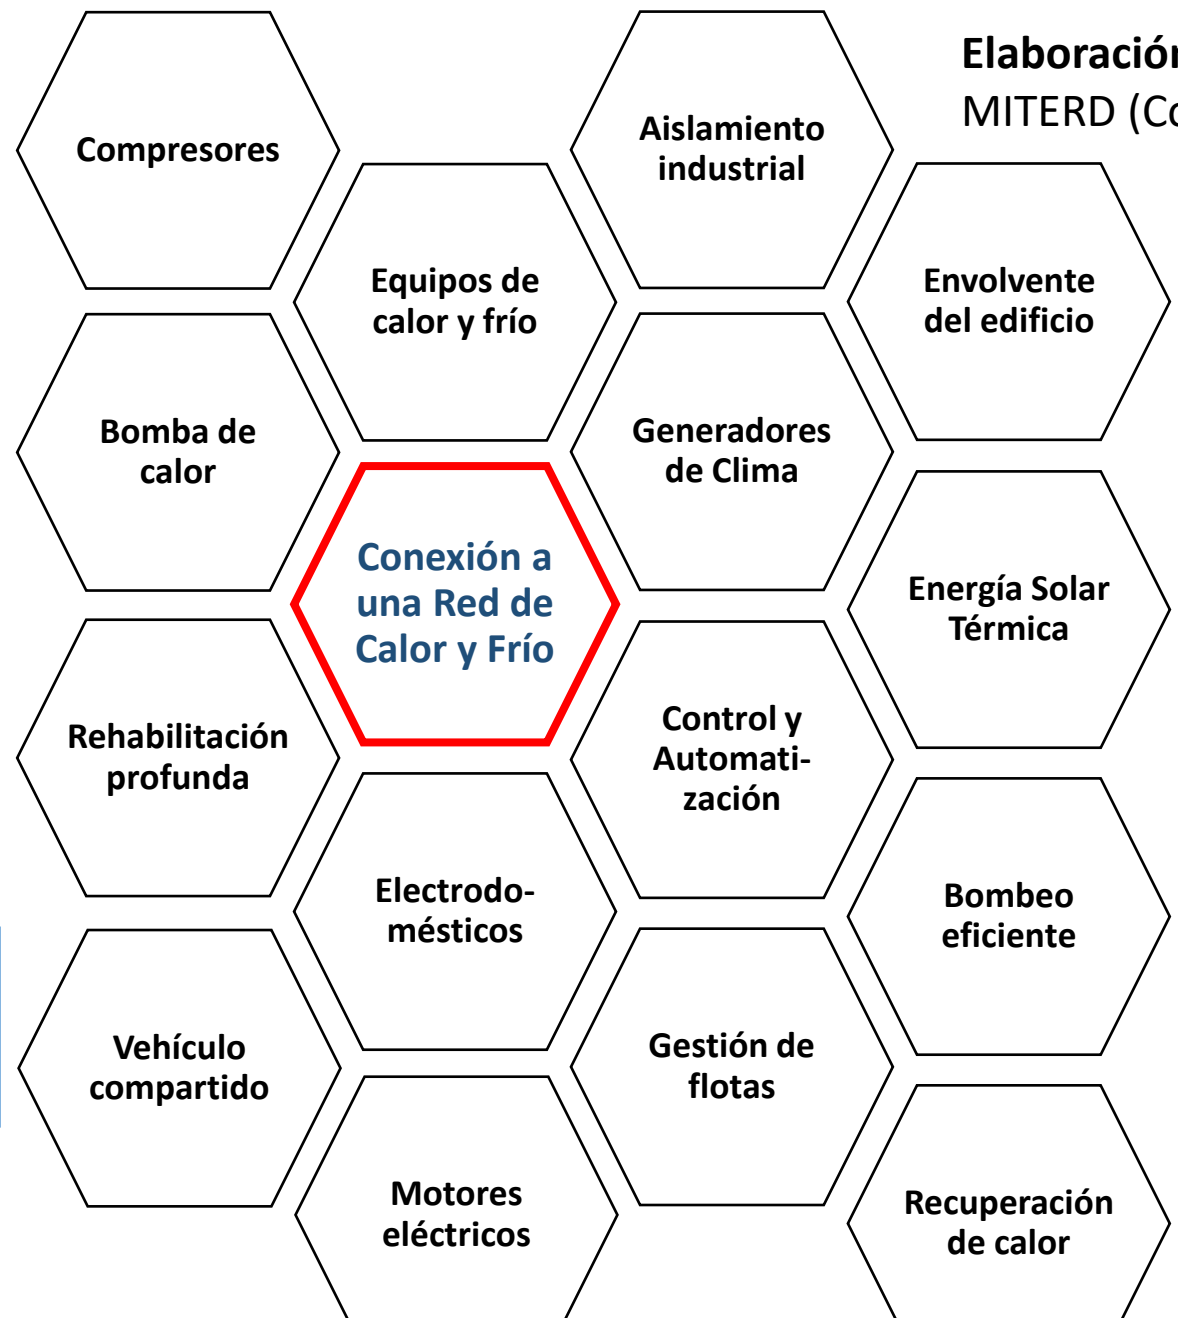 Elaboración
MITERD (Co
Compresores
Aislamiento
industrial
Equipos de
calor y frío
Envolvente
del edificio
Bomba de
calor
Generadores
de Clima
Conexión a
una Red de
Calor y Frío
Energía Solar
Térmica
Rehabilitación
profunda
Control y
Automati-
zación
Electrodo-
mésticos
Bombeo
eficiente
Vehículo
compartido
Gestión de
flotas
Motores
eléctricos
Recuperación
de calor